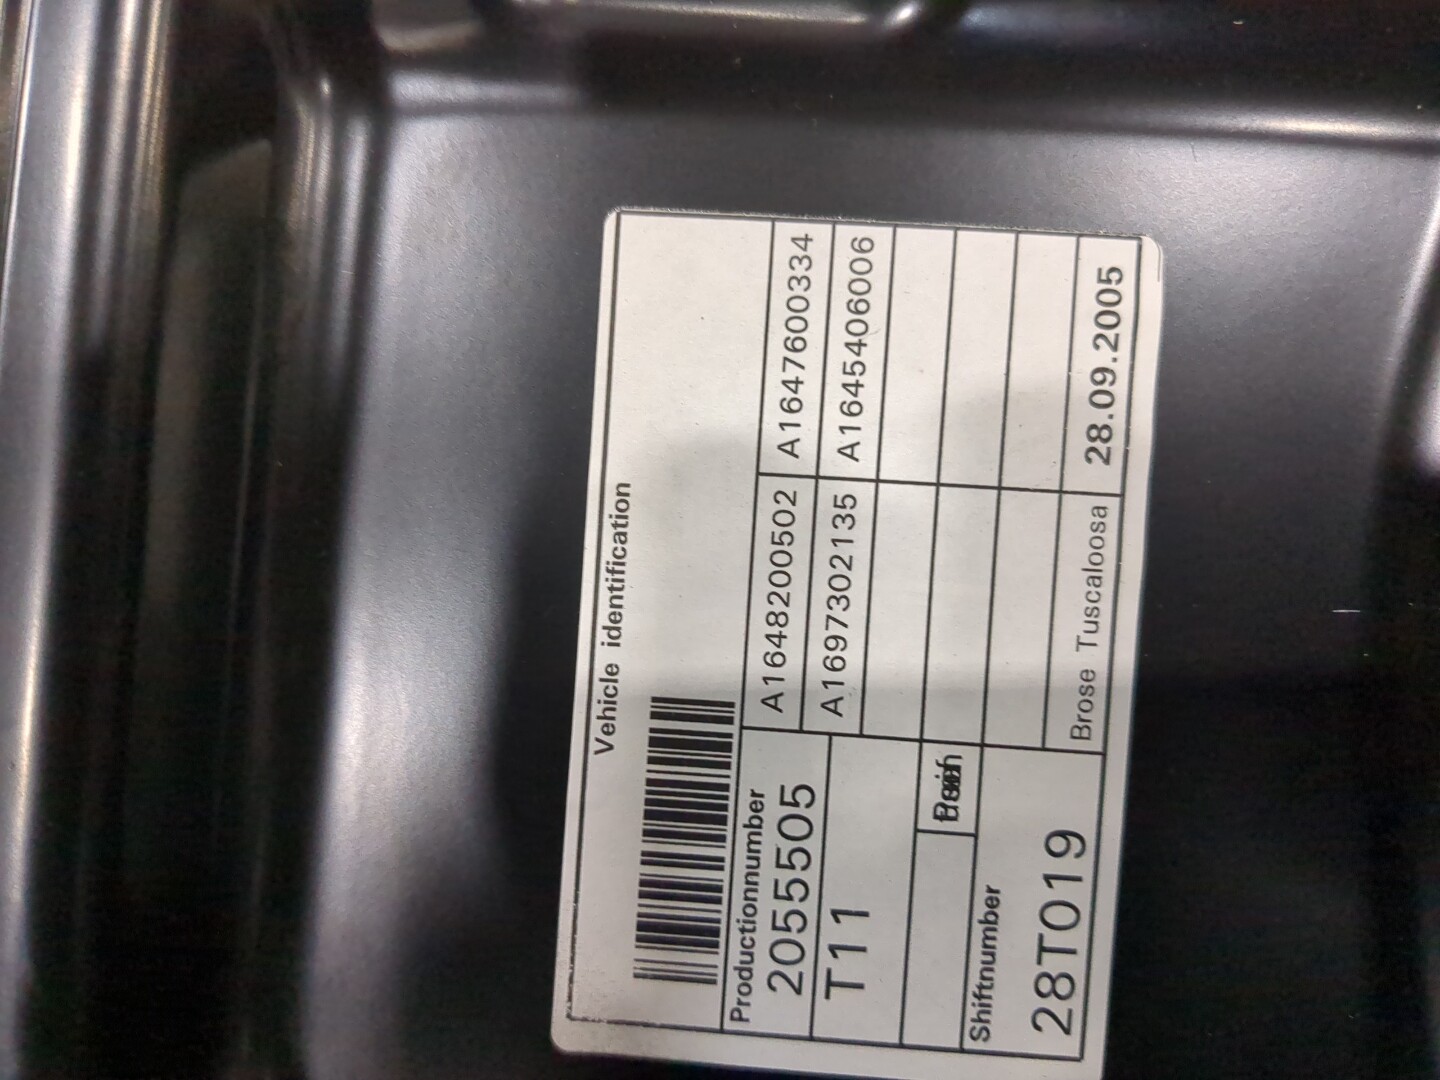 Vehicle identification
Productionnumber
2055505
T11
Shiftnumber
28T019
A1648200502 A1647600334
A1697302135 A1645406006
Brose Tuscaloosa 28.09.2005